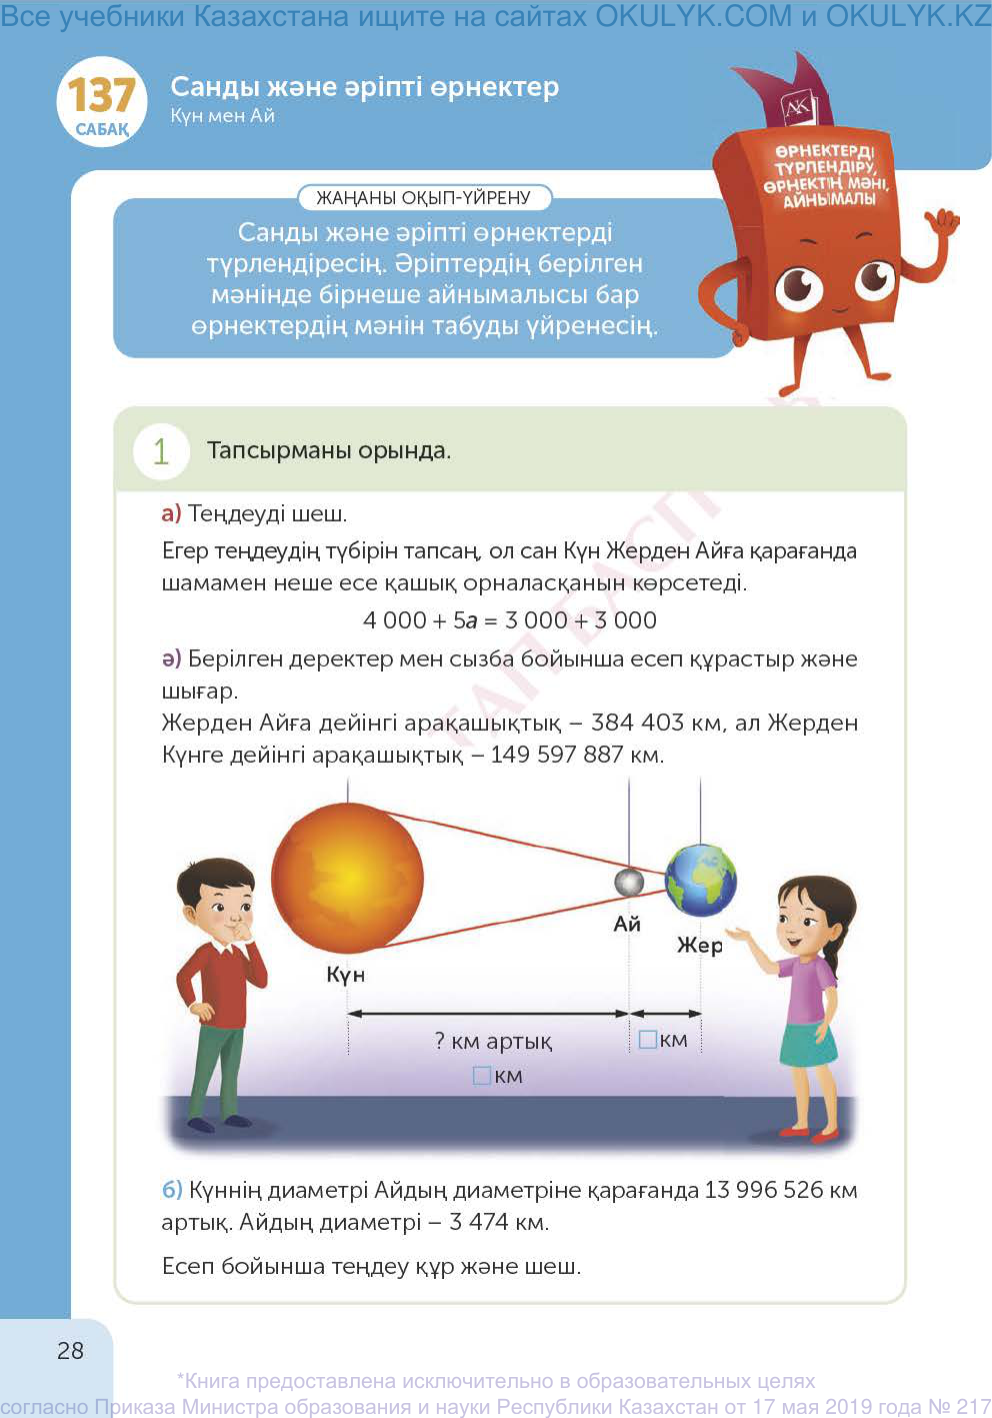 Все учебники Казахстана ищите на сайтах OKULYK.COM и OKULYK.KZ
137
САБАҚ
Санды және әріпті өрнектер
Күн мен Ай
АК
ӨРНЕКТЕРДІ
ТҮРЛЕНДІРУ,
ӨРНЕКТІҢ МӘНІ,
АЙНЫМАЛЫ
ЖАҢАНЫ ОҚЫП-ҮЙРЕНУ
Санды және әріпті өрнектерді
түрлендіресің. Әріптердің берілген
мәнінде бірнеше айнымалысы бар
өрнектердің мәнін табуды үйренесің.
1
Тапсырманы орында.
а) Теңдеуді шеш.
Егер теңдеудің түбірін тапсаң, ол сан Күн Жерден Айға қарағанда
шамамен неше есе қашық орналасқанын көрсетеді.
4 000 + 5а = 3 000 + 3 000
ә) Берілген деректер мен сызба бойынша есеп құрастыр және
шығар.
Жерден Айға дейінгі арақашықтық – 384 403 км, ал Жерден
Күнге дейінгі арақашықтық – 149 597 887 км.
Ай
Жер
Күн
? км артық
км
км
б) Күннің диаметрі Айдың диаметріне қарағанда 13 996 526 км
артық. Айдың диаметрі – 3 474 км.
Есеп бойынша теңдеу құр және шеш.
28
*Книга предоставлена исключительно в образовательных целях
согласно Приказа Министра образования и науки Республики Казахстан от 17 мая 2019 года № 217